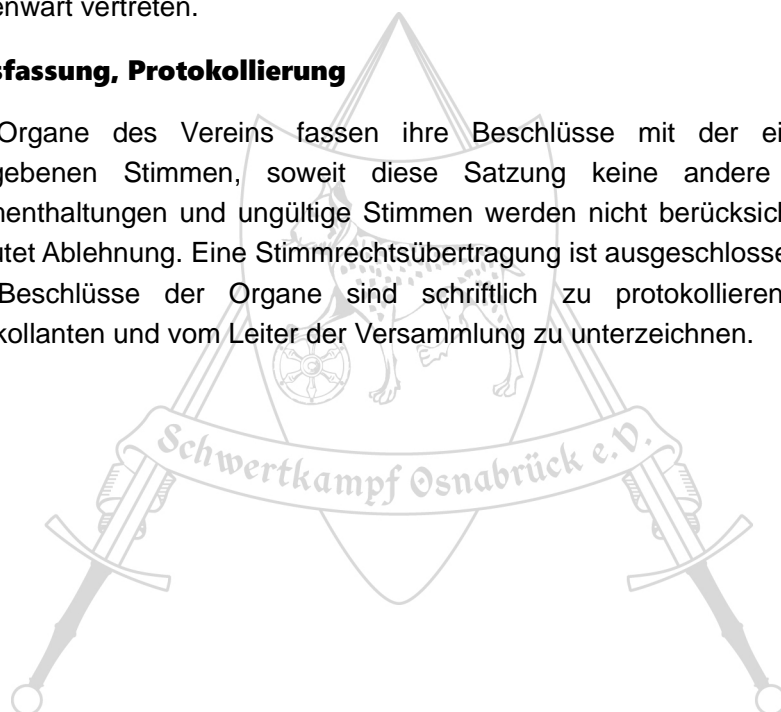 enwart vertreten.
sfassung, Protokollierung
Organe des Vereins fassen ihre Beschlüsse mit der ei
gebenen Stimmen, soweit diese Satzung keine andere
nenthaltungen und ungültige Stimmen werden nicht berücksich
utet Ablehnung. Eine Stimmrechtsübertragung ist ausgeschlosse
Beschlüsse der Organe sind schriftlich zu protokollieren
kollanten und vom Leiter der Versammlung zu unterzeichnen.
Schwertkampf Osnabrück e.V.